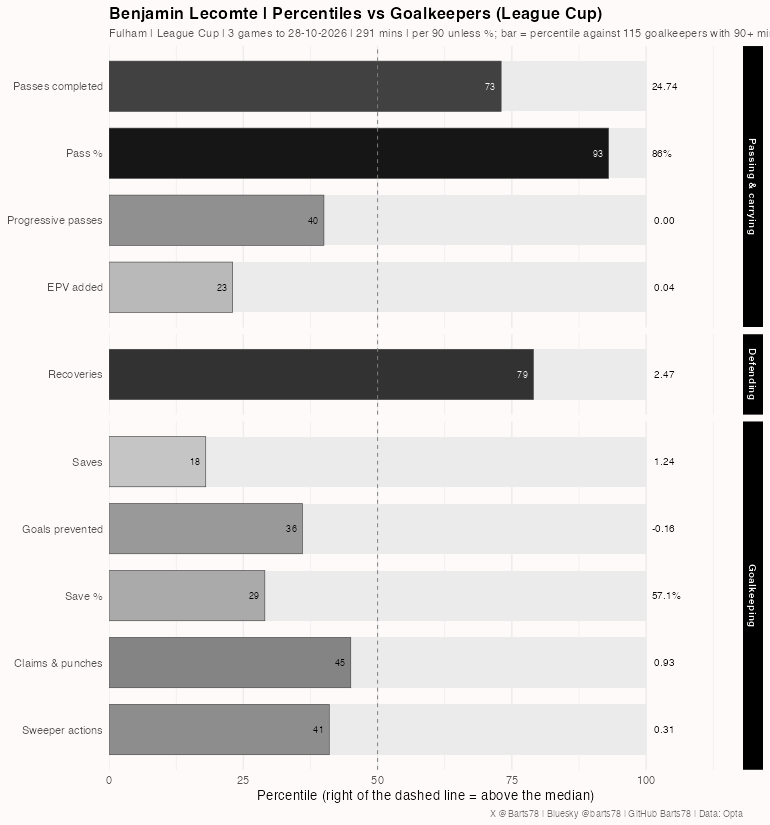 Benjamin Lecomte | Percentiles vs Goalkeepers (League Cup)
Fulham | League Cup | 3 games to 28-10-2026 | 291 mins | per 90 unless %; bar = percentile against 115 goalkeepers with 90+ mi
Passes completed 73 24.74
Pass % 93 86%
Progressive passes 40 0.00
EPV added 23 0.04
Passing & carrying
Recoveries 79 2.47
Defending
Saves 18 1.24
Goals prevented 36 -0.16
Save % 29 57.1%
Claims & punches 45 0.93
Sweeper actions 41 0.31
Goalkeeping
0 25 50 75 100
Percentile (right of the dashed line = above the median)
X @Barts78 | Bluesky @barts78 | GitHub Barts78 | Data: Opta